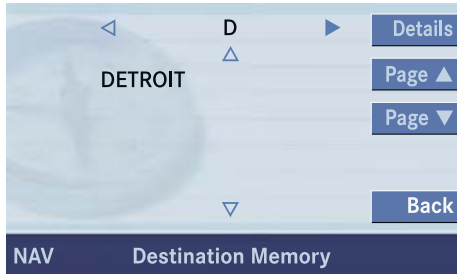 D
Details
DETROIT
Page ▲
Page ▼
Back
NAV Destination Memory